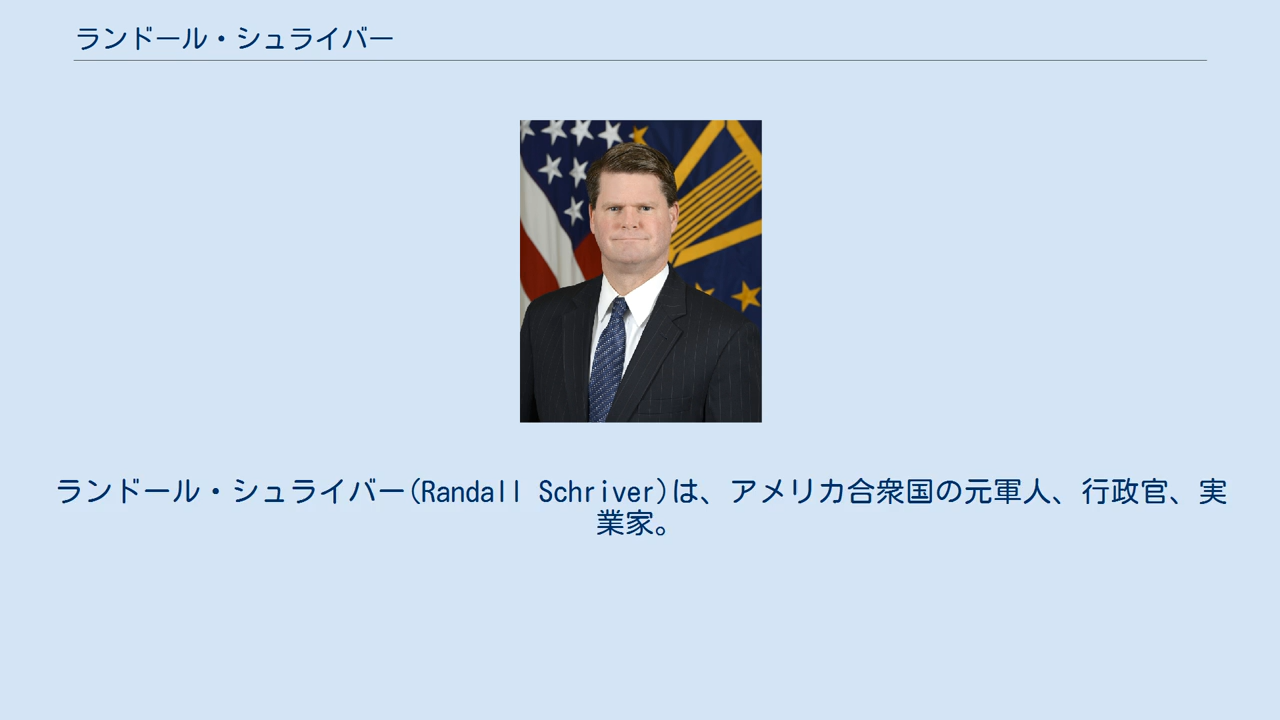 ランドール・シュライバー
ランドール・シュライバー(Randall Schriver)は、アメリカ合衆国の元軍人、行政官、実
業家。